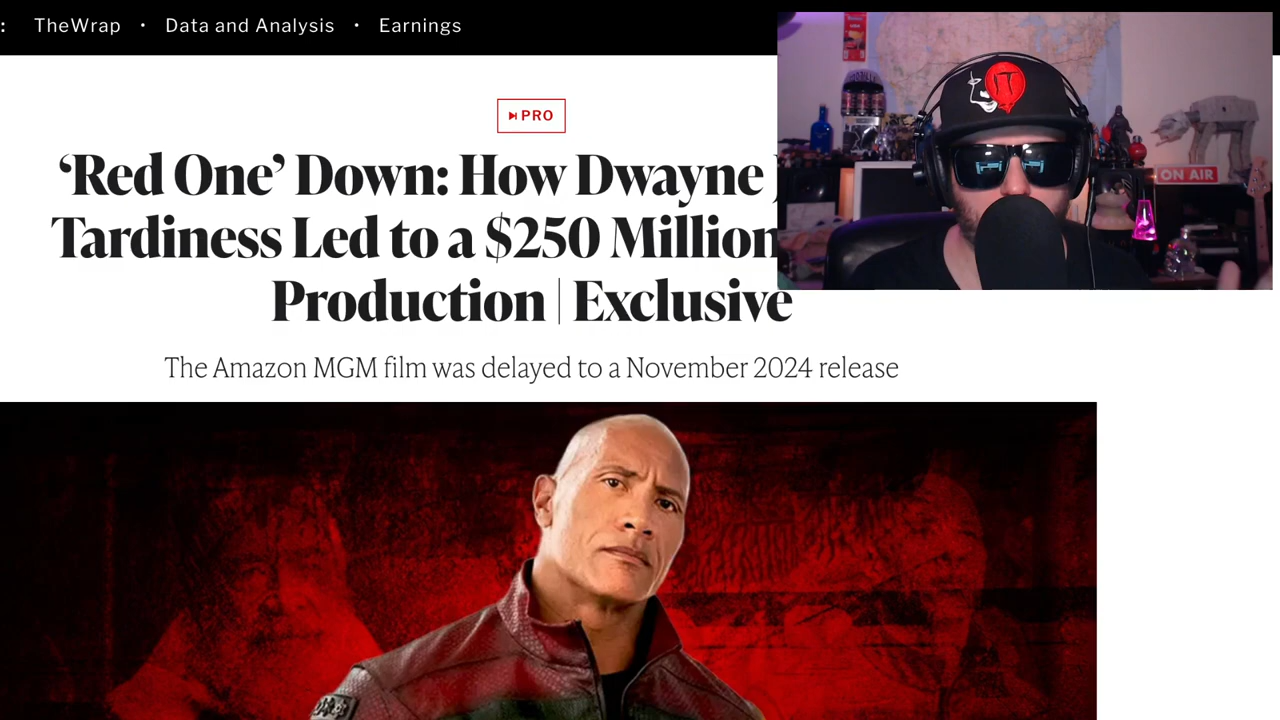 : TheWrap • Data and Analysis • Earnings
PRO
‘Red One’ Down: How Dwayne
Tardiness Led to a $250 Million
Production | Exclusive
The Amazon MGM film was delayed to a November 2024 release
IT
ON AIR